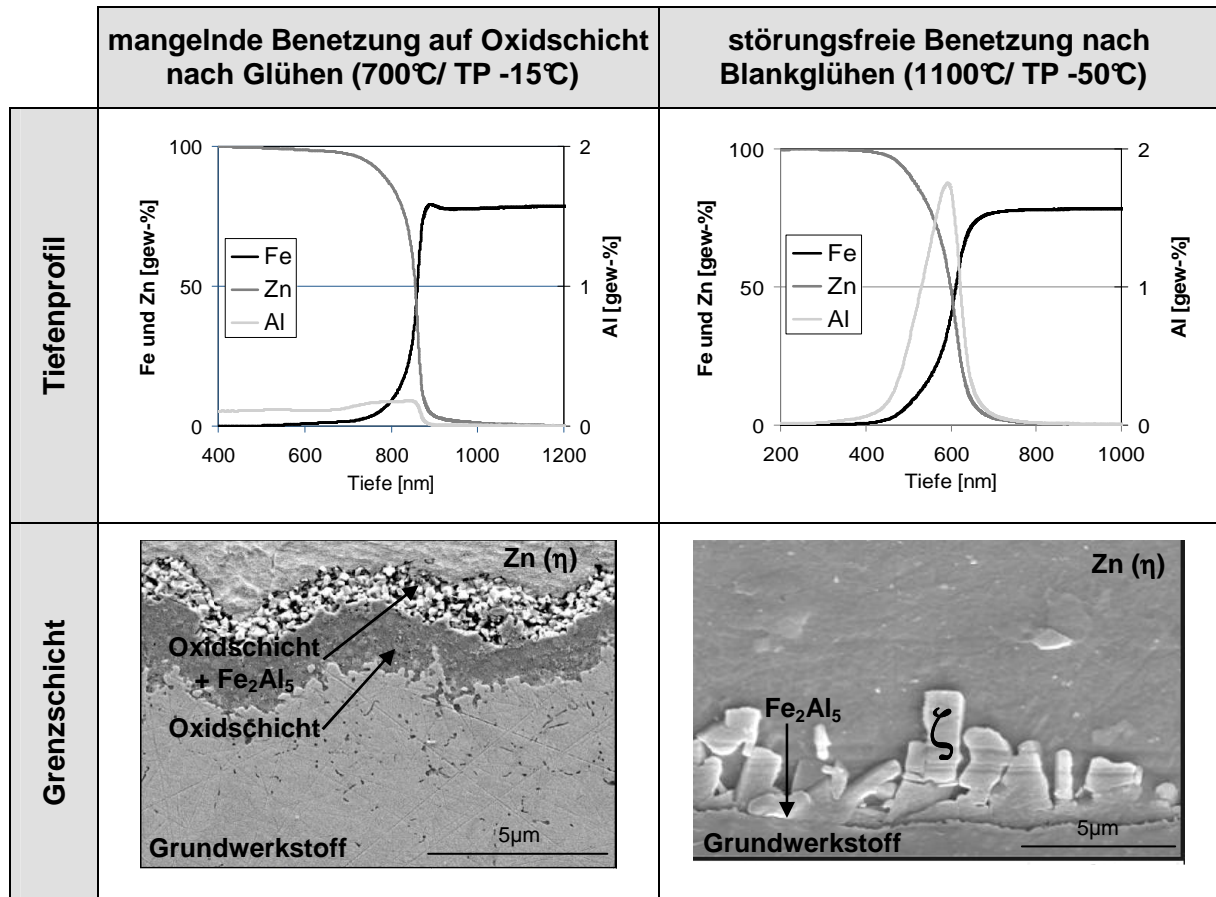 mangelnde Benetzung auf Oxidschicht
nach Glühen (700°C/ TP -15°C)
störungsfreie Benetzung nach
Blankglühen (1100°C/ TP -50°C)
Tiefenprofil
Fe und Zn [gew-%]
100
50
0
Fe
Zn
Al
2
1
0
Al [gew-%]
400 600 800 1000 1200
Tiefe [nm]
Fe und Zn [gew-%]
100
50
0
Fe
Zn
Al
2
1
0
Al [gew-%]
200 400 600 800 1000
Tiefe [nm]
Grenzschicht
Zn (η)
Oxidschicht
+ Fe₂Al₅
Oxidschicht
5µm
Grundwerkstoff
Zn (η)
Fe₂Al₅
ζ
5µm
Grundwerkstoff